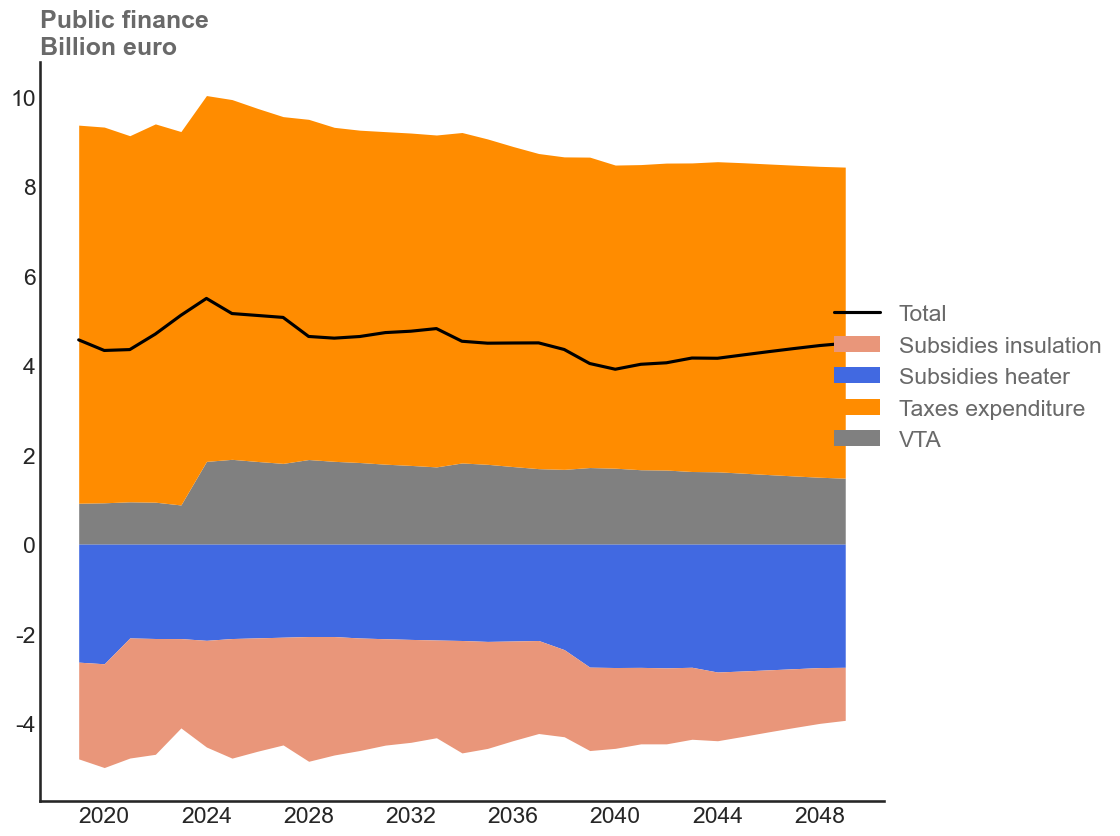 Public finance
Billion euro
10
8
6
4
2
0
-2
-4
Total
Subsidies insulation
Subsidies heater
Taxes expenditure
VTA
2020 2024 2028 2032 2036 2040 2044 2048